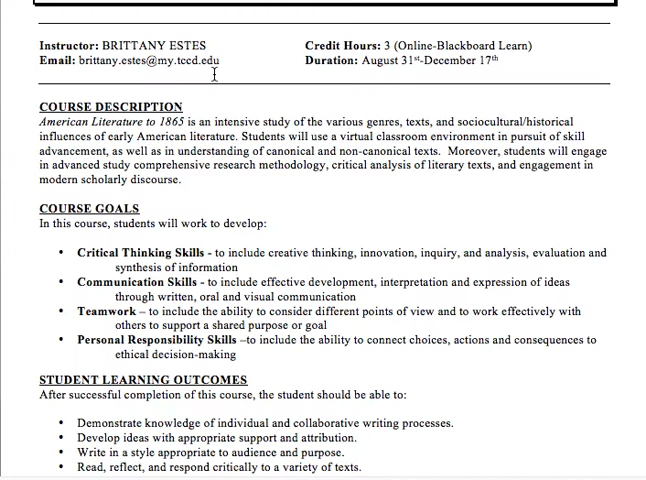 Instructor: BRITTANY ESTES Credit Hours: 3 (Online-Blackboard Learn)
Email: brittany.estes@my.tccd.edu Duration: August 31st-December 17th
COURSE DESCRIPTION
American Literature to 1865 is an intensive study of the various genres, texts, and sociocultural/historical
influences of early American literature. Students will use a virtual classroom environment in pursuit of skill
advancement, as well as in understanding of canonical and non-canonical texts. Moreover, students will engage
in advanced study comprehensive research methodology, critical analysis of literary texts, and engagement in
modern scholarly discourse.
COURSE GOALS
In this course, students will work to develop:
• Critical Thinking Skills - to include creative thinking, innovation, inquiry, and analysis, evaluation and
synthesis of information
• Communication Skills - to include effective development, interpretation and expression of ideas
through written, oral and visual communication
• Teamwork – to include the ability to consider different points of view and to work effectively with
others to support a shared purpose or goal
• Personal Responsibility Skills –to include the ability to connect choices, actions and consequences to
ethical decision-making
STUDENT LEARNING OUTCOMES
After successful completion of this course, the student should be able to:
• Demonstrate knowledge of individual and collaborative writing processes.
• Develop ideas with appropriate support and attribution.
• Write in a style appropriate to audience and purpose.
• Read, reflect, and respond critically to a variety of texts.